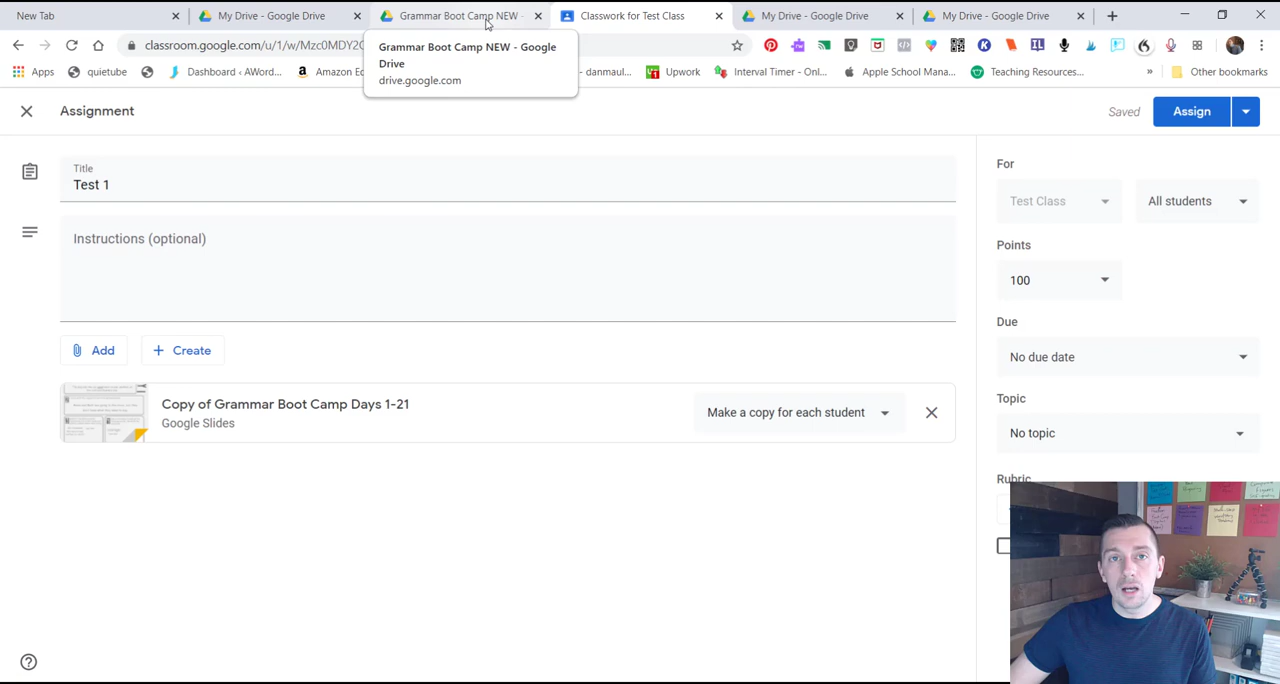 New Tab
My Drive - Google Drive
Grammar Boot Camp NEW -
Classwork for Test Class
My Drive - Google Drive
My Drive - Google Drive
classroom.google.com/u/1/w/Mzc0MDY2O
Grammar Boot Camp NEW - Google
Drive
drive.google.com
Apps
quietube
Dashboard ‹ AWord...
Amazon Ed
- danmaul...
Upwork
Interval Timer - Onl...
Apple School Mana...
Teaching Resources...
»
Other bookmarks
Assignment
Saved
Assign
Title
Test 1
Instructions (optional)
Add
Create
Copy of Grammar Boot Camp Days 1-21
Google Slides
Make a copy for each student
For
Test Class
All students
Points
100
Due
No due date
Topic
No topic
Rubric